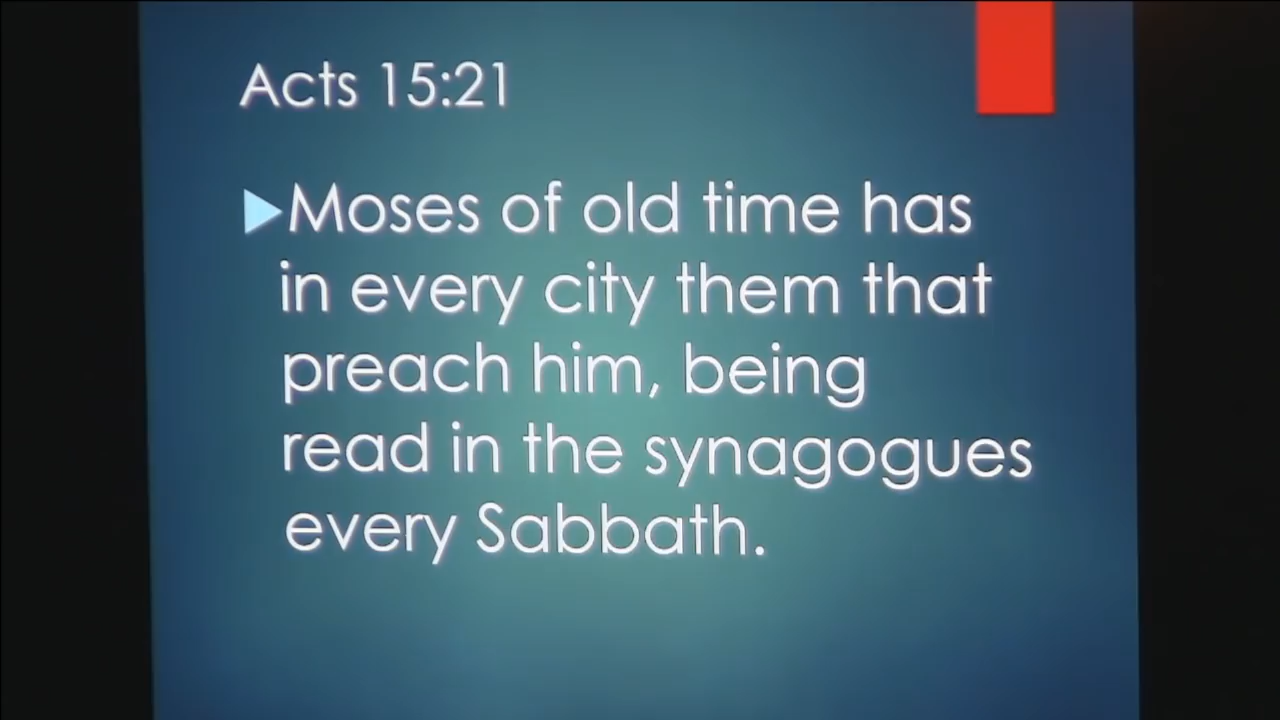 Acts 15:21
Moses of old time has
in every city them that
preach him, being
read in the synagogues
every Sabbath.